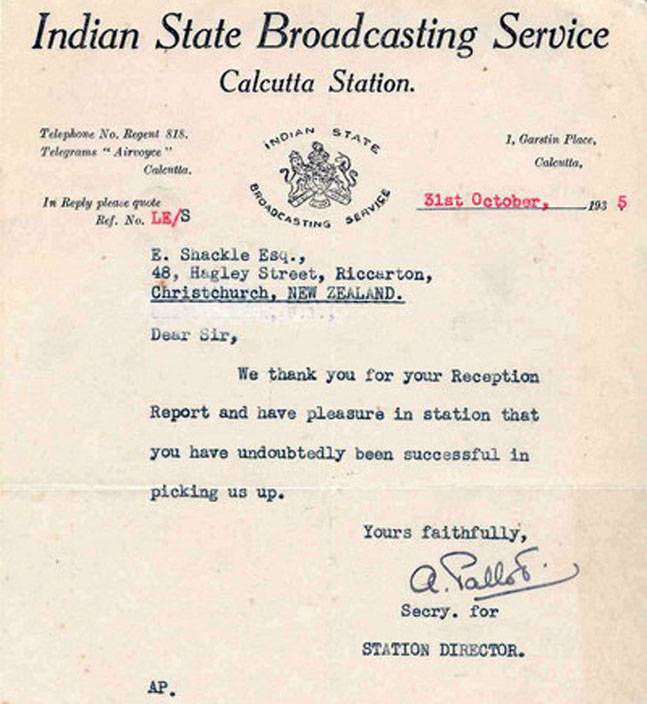 Indian State Broadcasting Service
Calcutta Station.
Telephone No. Regent 818.
Telegrams "Airvoyce"
Calcutta.
In Reply please quote
Ref. No. LE/S
INDIAN STATE
BROADCASTING SERVICE
1, Garstin Place,
Calcutta,
31st October, 1935
E. Shackle Esq.,
48, Hagley Street, Riccarton,
Christchurch, NEW ZEALAND.
Dear Sir,
We thank you for your Reception
Report and have pleasure in station that
you have undoubtedly been successful in
picking us up.
Yours faithfully,
Secry. for
STATION DIRECTOR.
AP.